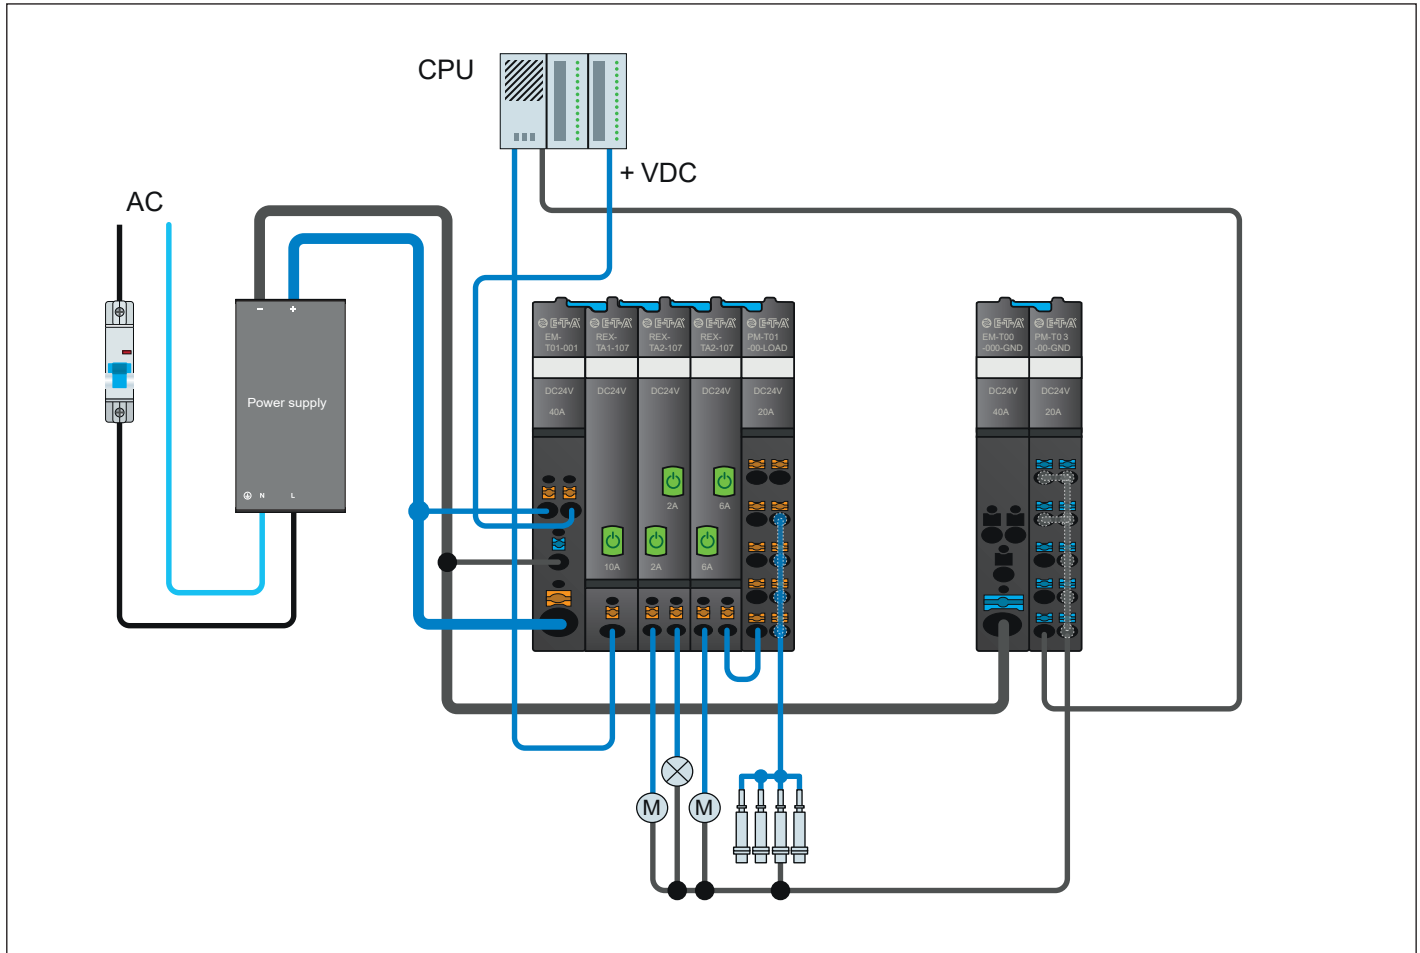 CPU
+ VDC
AC
− +
Power supply
N L
E-T-A E-T-A E-T-A E-T-A E-T-A
EM- REX- REX- REX- PM-T01
T01-001 TA1-107 TA2-107 TA2-107 -00-LOAD
DC24V DC24V DC24V DC24V DC24V
40A 20A
2A 6A
10A 2A 6A
E-T-A E-T-A
EM-T00 PM-T03
-000-GND -00-GND
DC24V DC24V
40A 20A
M M